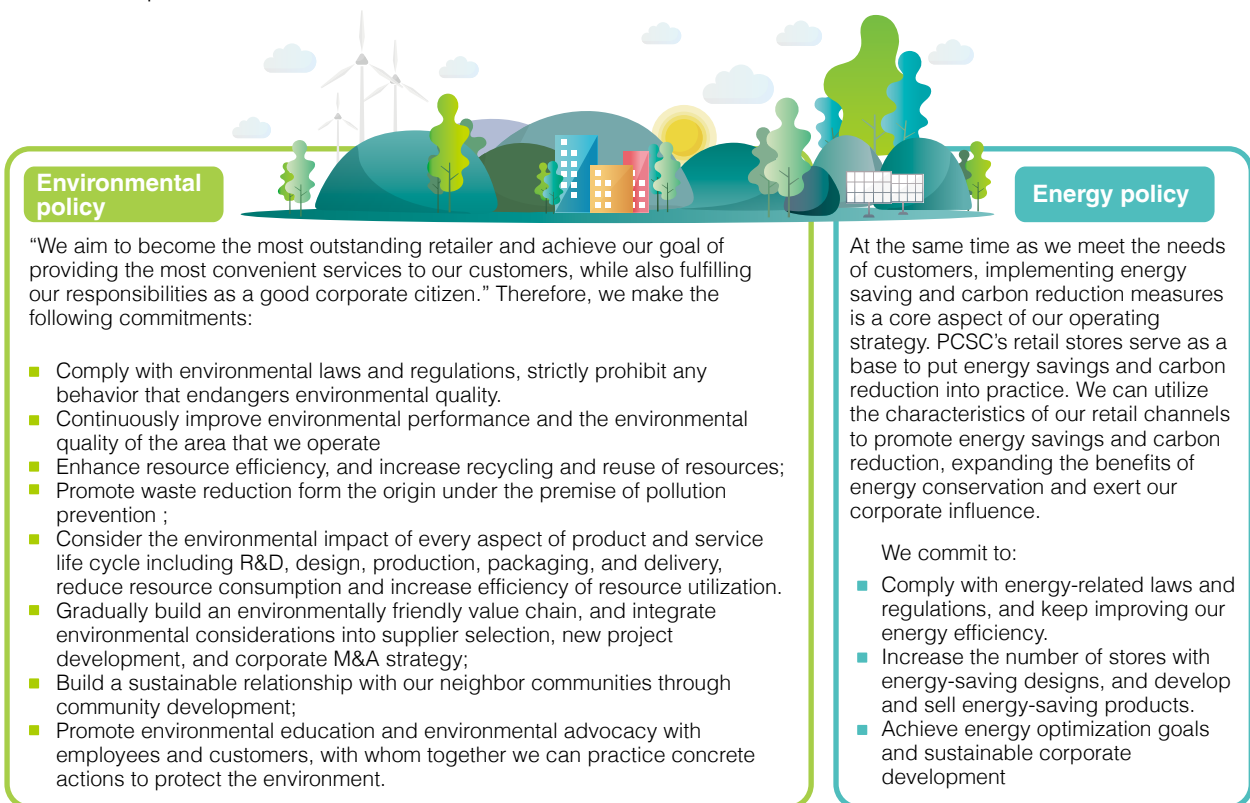 Environmental
policy
"We aim to become the most outstanding retailer and achieve our goal of
providing the most convenient services to our customers, while also fulfilling
our responsibilities as a good corporate citizen." Therefore, we make the
following commitments:
Comply with environmental laws and regulations, strictly prohibit any
behavior that endangers environmental quality.
Continuously improve environmental performance and the environmental
quality of the area that we operate
Enhance resource efficiency, and increase recycling and reuse of resources;
Promote waste reduction form the origin under the premise of pollution
prevention ;
Consider the environmental impact of every aspect of product and service
life cycle including R&D, design, production, packaging, and delivery,
reduce resource consumption and increase efficiency of resource utilization.
Gradually build an environmentally friendly value chain, and integrate
environmental considerations into supplier selection, new project
development, and corporate M&A strategy;
Build a sustainable relationship with our neighbor communities through
community development;
Promote environmental education and environmental advocacy with
employees and customers, with whom together we can practice concrete
actions to protect the environment.
Energy policy
At the same time as we meet the needs
of customers, implementing energy
saving and carbon reduction measures
is a core aspect of our operating
strategy. PCSC's retail stores serve as a
base to put energy savings and carbon
reduction into practice. We can utilize
the characteristics of our retail channels
to promote energy savings and carbon
reduction, expanding the benefits of
energy conservation and exert our
corporate influence.
We commit to:
Comply with energy-related laws and
regulations, and keep improving our
energy efficiency.
Increase the number of stores with
energy-saving designs, and develop
and sell energy-saving products.
Achieve energy optimization goals
and sustainable corporate
development